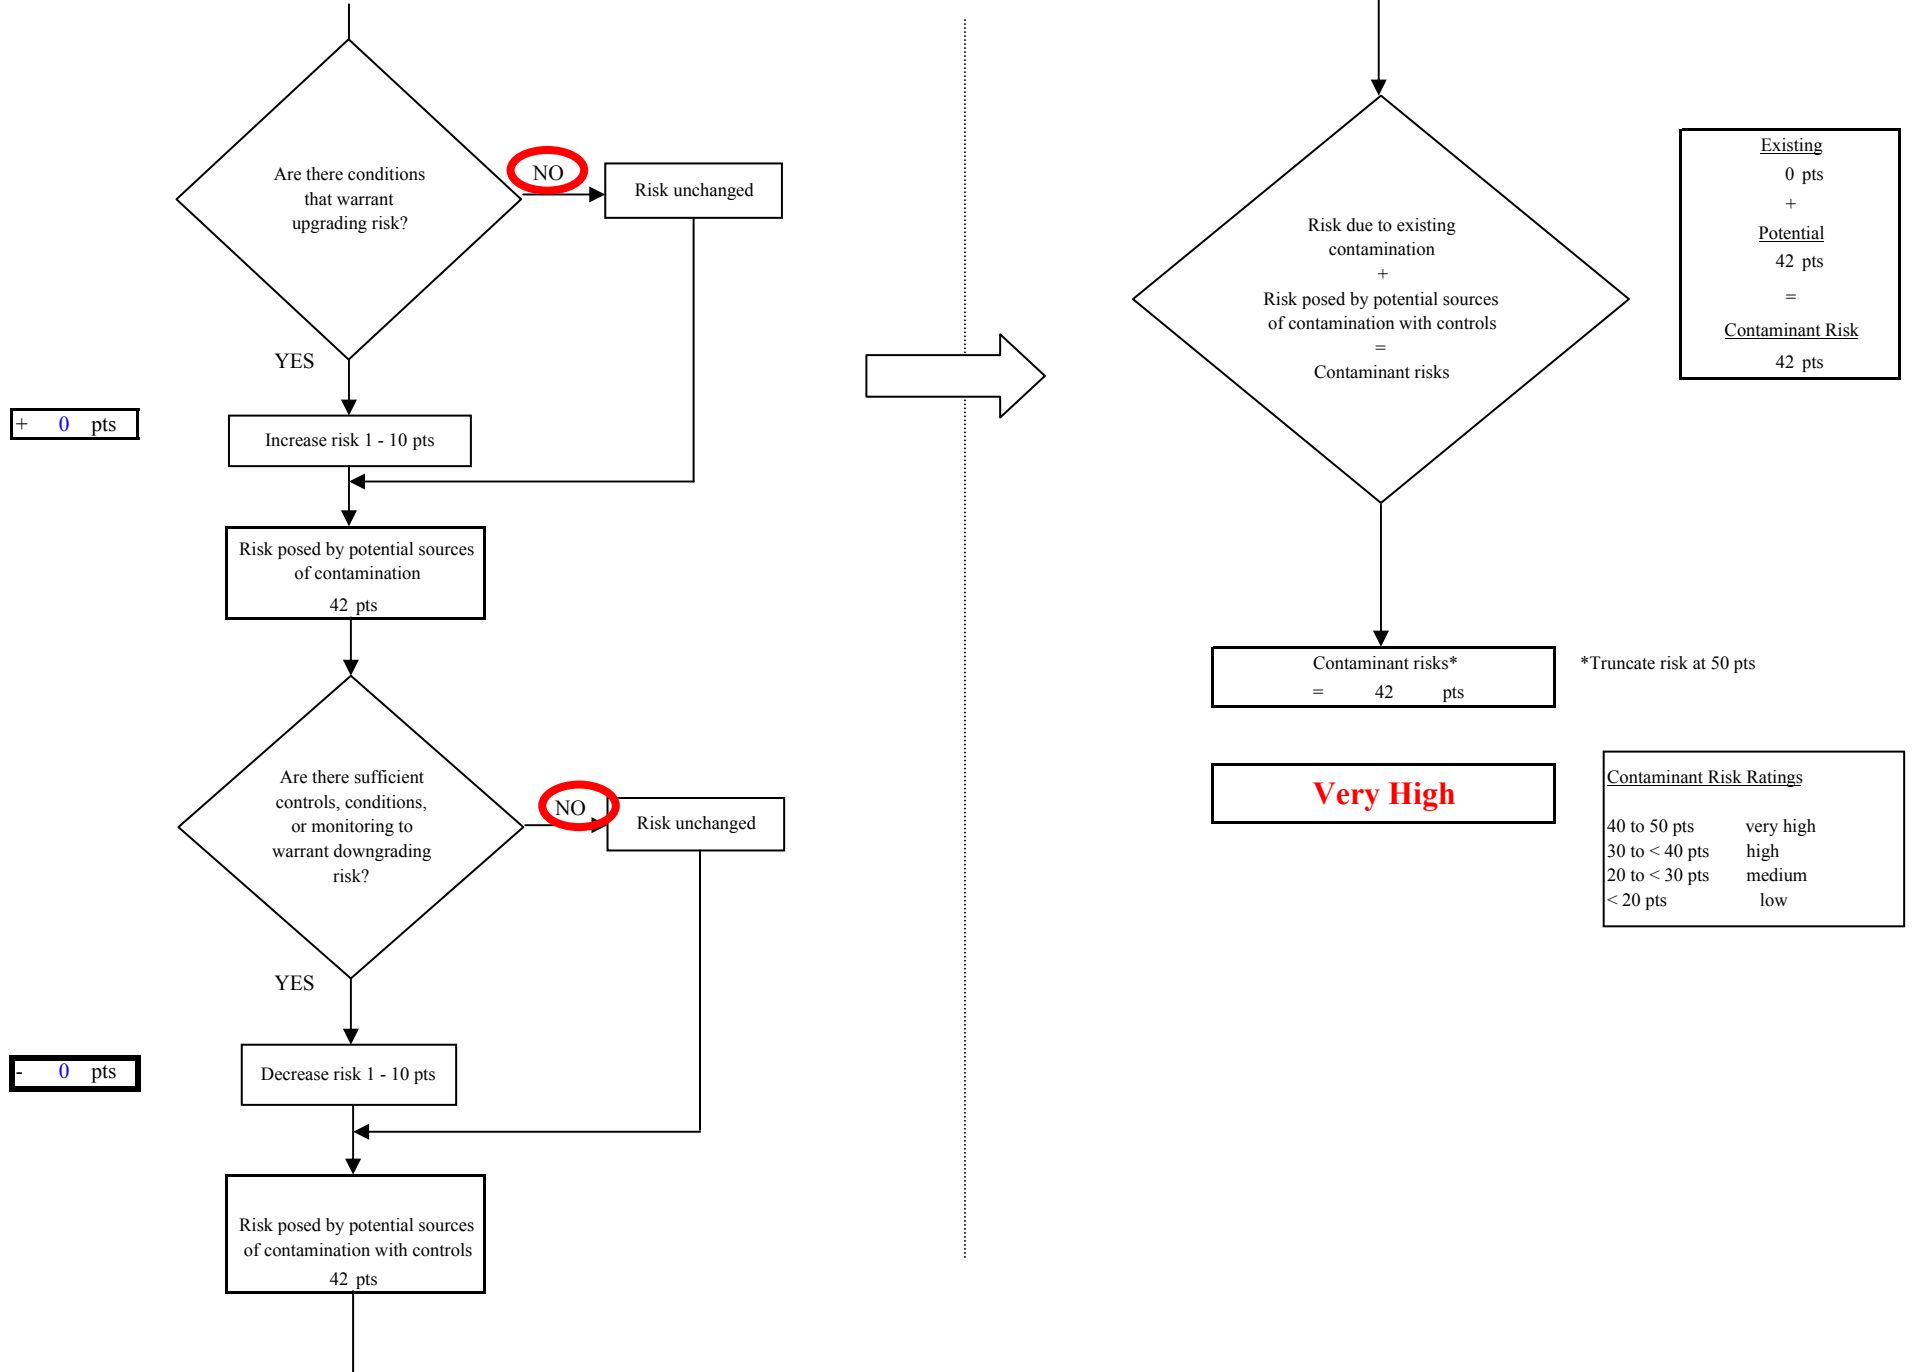 Are there conditions
that warrant
upgrading risk?
NO
Risk unchanged
YES
+ 0 pts
Increase risk 1 - 10 pts
Risk posed by potential sources
of contamination
42 pts
Are there sufficient
controls, conditions,
or monitoring to
warrant downgrading
risk?
NO
Risk unchanged
YES
- 0 pts
Decrease risk 1 - 10 pts
Risk posed by potential sources
of contamination with controls
42 pts
Risk due to existing
contamination
+
Risk posed by potential sources
of contamination with controls
=
Contaminant risks
Existing
0 pts
+
Potential
42 pts
=
Contaminant Risk
42 pts
Contaminant risks*
= 42 pts
*Truncate risk at 50 pts
Very High
Contaminant Risk Ratings
40 to 50 pts very high
30 to < 40 pts high
20 to < 30 pts medium
< 20 pts low